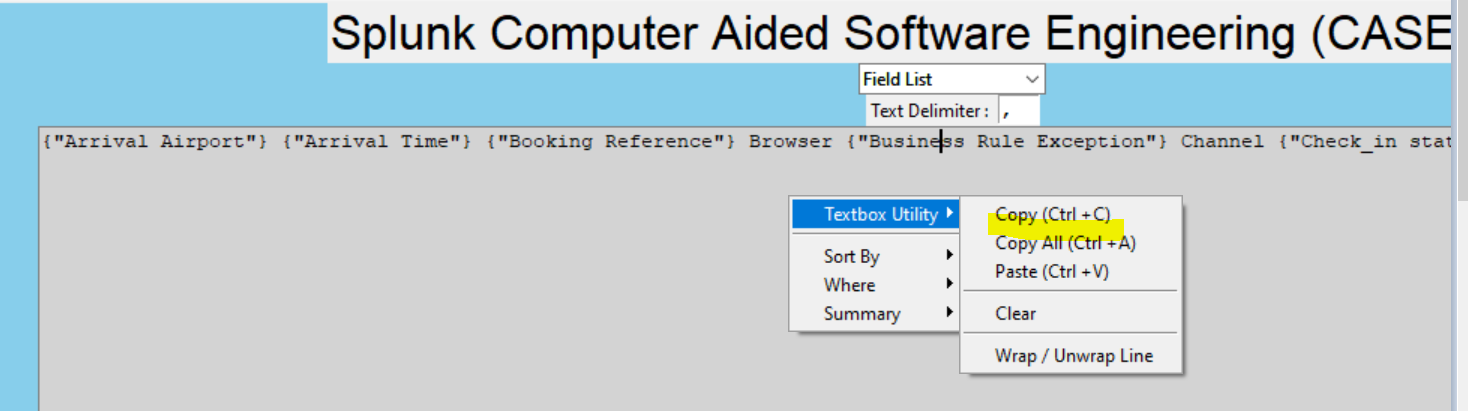 Splunk Computer Aided Software Engineering (CASE
Field List
Text Delimiter : ,
{"Arrival Airport"} {"Arrival Time"} {"Booking Reference"} Browser {"Business Rule Exception"} Channel {"Check_in stat
Textbox Utility
Sort By
Where
Summary
Copy (Ctrl +C)
Copy All (Ctrl +A)
Paste (Ctrl +V)
Clear
Wrap / Unwrap Line